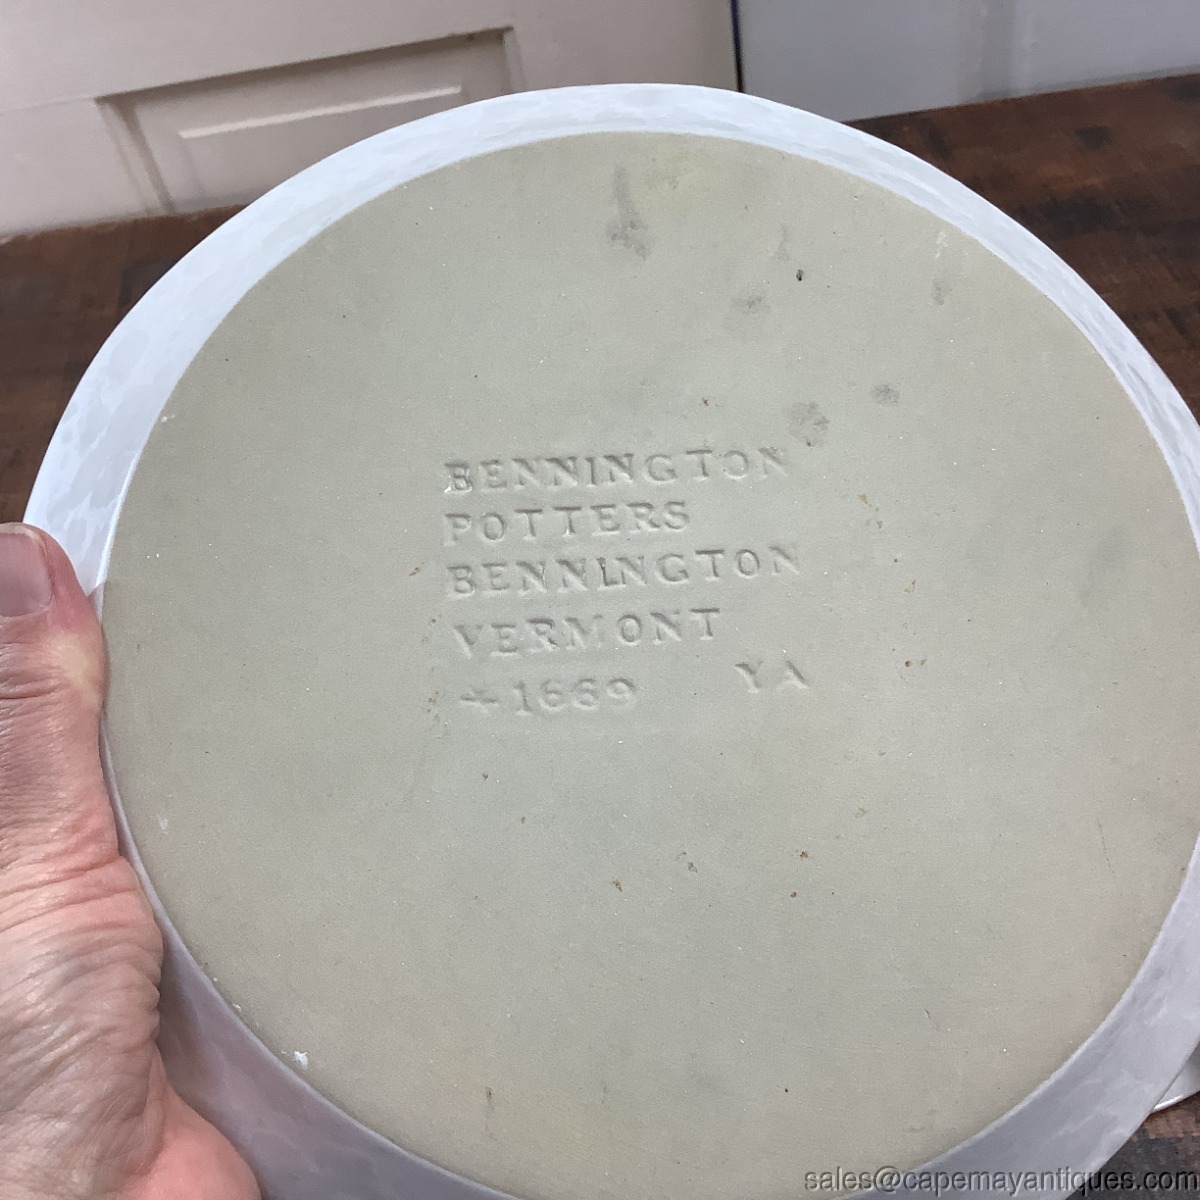 BENNINGTON
POTTERS
BENNINGTON
VERMONT
+1669 YA
sales@capemayantiques.com